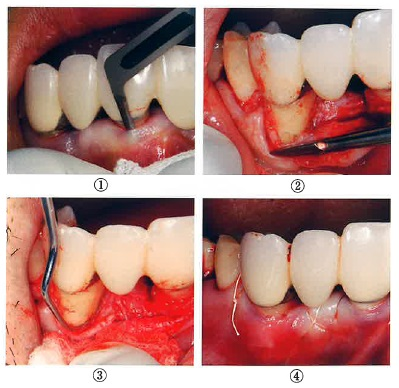 ① ②
③ ④